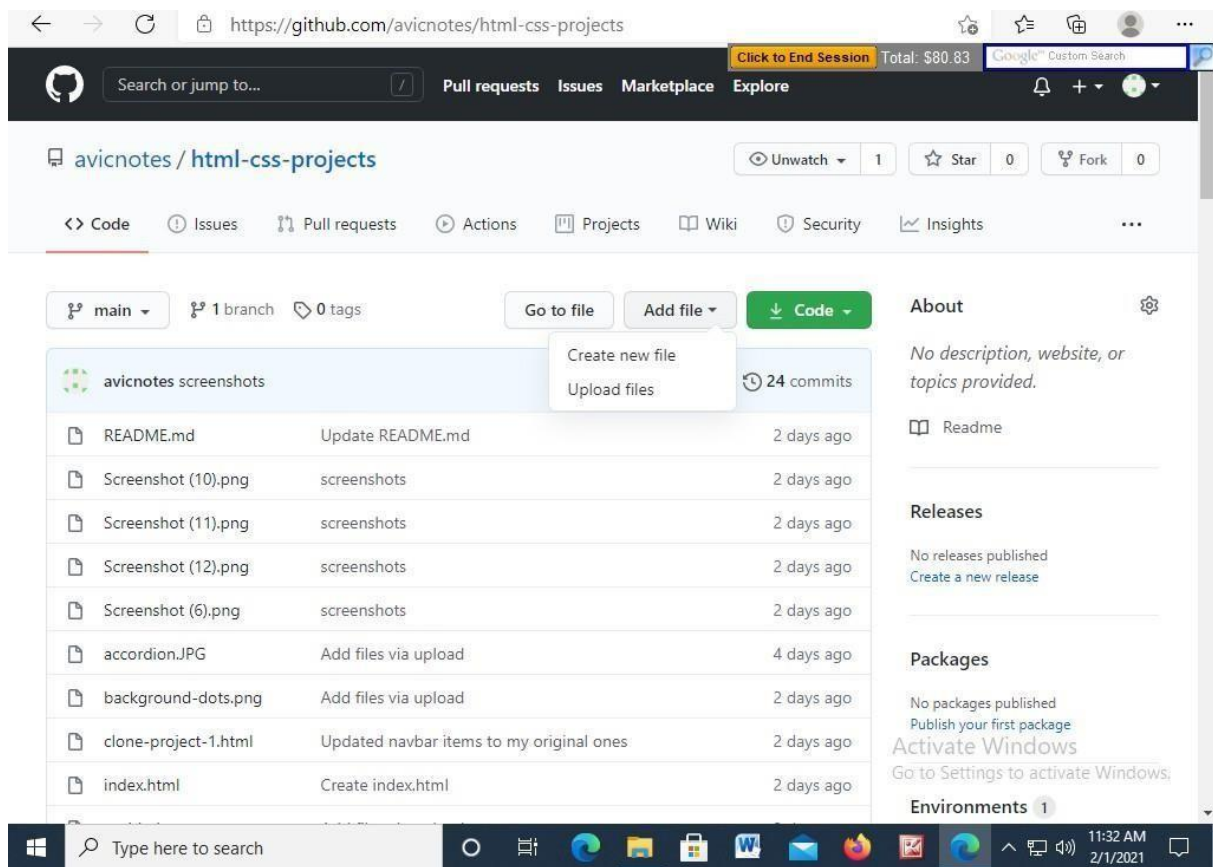 https://github.com/avicnotes/html-css-projects
Click to End Session Total: $80.83 Google™ Custom Search
Search or jump to... / Pull requests Issues Marketplace Explore
avicnotes / html-css-projects Unwatch 1 Star 0 Fork 0
<> Code Issues Pull requests Actions Projects Wiki Security Insights ...
main 1 branch 0 tags Go to file Add file Code About
Create new file
Upload files
No description, website, or
topics provided.
avicnotes screenshots 24 commits
README.md Update README.md 2 days ago Readme
Screenshot (10).png screenshots 2 days ago
Screenshot (11).png screenshots 2 days ago Releases
Screenshot (12).png screenshots 2 days ago No releases published
Create a new release
Screenshot (6).png screenshots 2 days ago
accordion.JPG Add files via upload 4 days ago Packages
background-dots.png Add files via upload 2 days ago No packages published
Publish your first package
clone-project-1.html Updated navbar items to my original ones 2 days ago Activate Windows
Go to Settings to activate Windows.
index.html Create index.html 2 days ago
Environments 1
Type here to search 11:32 AM
2/1/2021